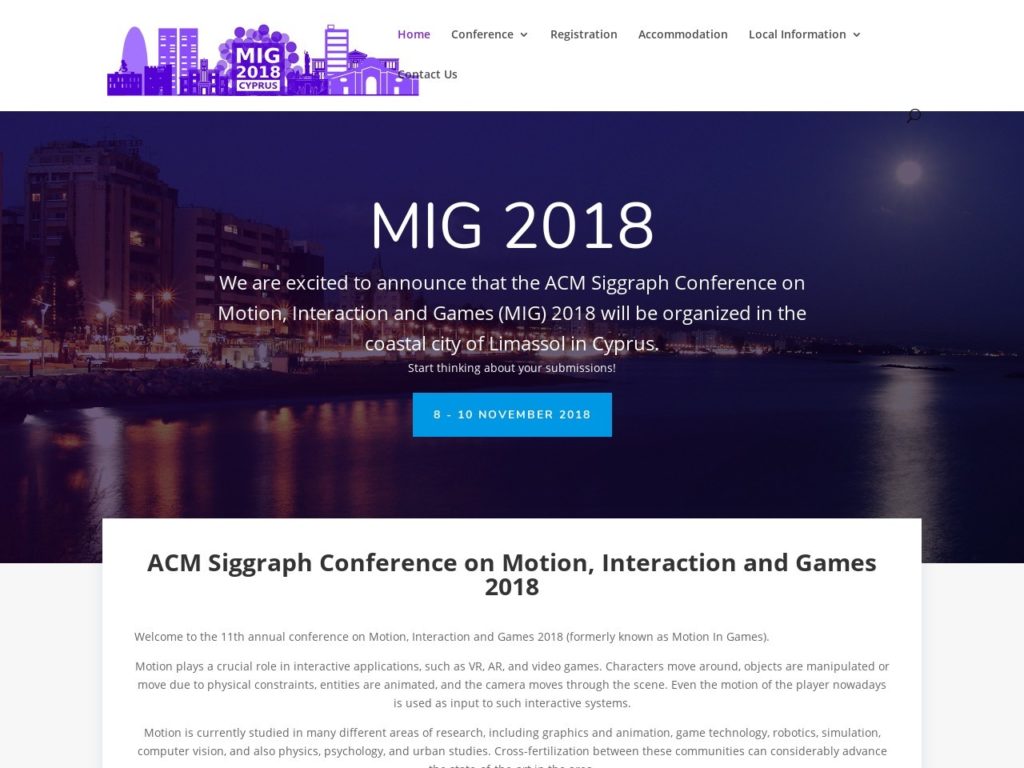 MIG
2018
CYPRUS
Home Conference Registration Accommodation Local Information
Contact Us
MIG 2018
We are excited to announce that the ACM Siggraph Conference on
Motion, Interaction and Games (MIG) 2018 will be organized in the
coastal city of Limassol in Cyprus.
Start thinking about your submissions!
8 - 10 NOVEMBER 2018
ACM Siggraph Conference on Motion, Interaction and Games
2018
Welcome to the 11th annual conference on Motion, Interaction and Games 2018 (formerly known as Motion In Games).
Motion plays a crucial role in interactive applications, such as VR, AR, and video games. Characters move around, objects are manipulated or
move due to physical constraints, entities are animated, and the camera moves through the scene. Even the motion of the player nowadays
is used as input to such interactive systems.
Motion is currently studied in many different areas of research, including graphics and animation, game technology, robotics, simulation,
computer vision, and also physics, psychology, and urban studies. Cross-fertilization between these communities can considerably advance